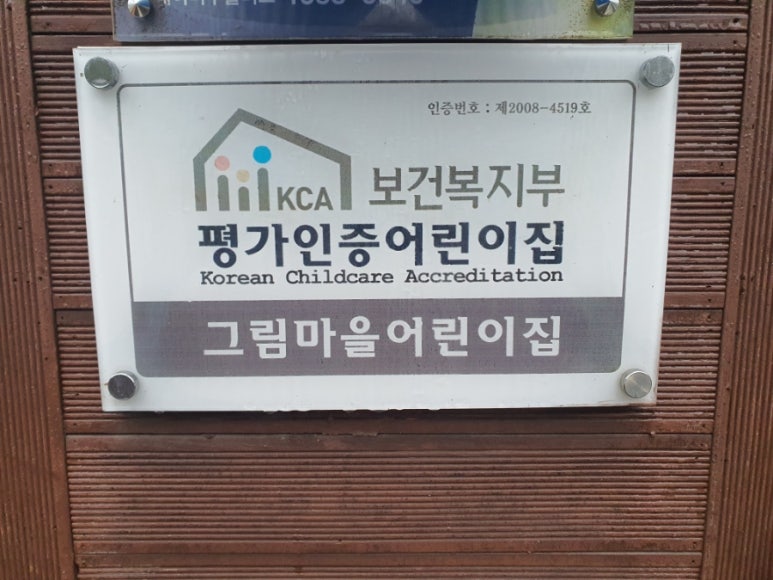 인증번호 : 제2008-4519호
KCA 보건복지부
평가인증어린이집
Korean Childcare Accreditation
그림마을어린이집